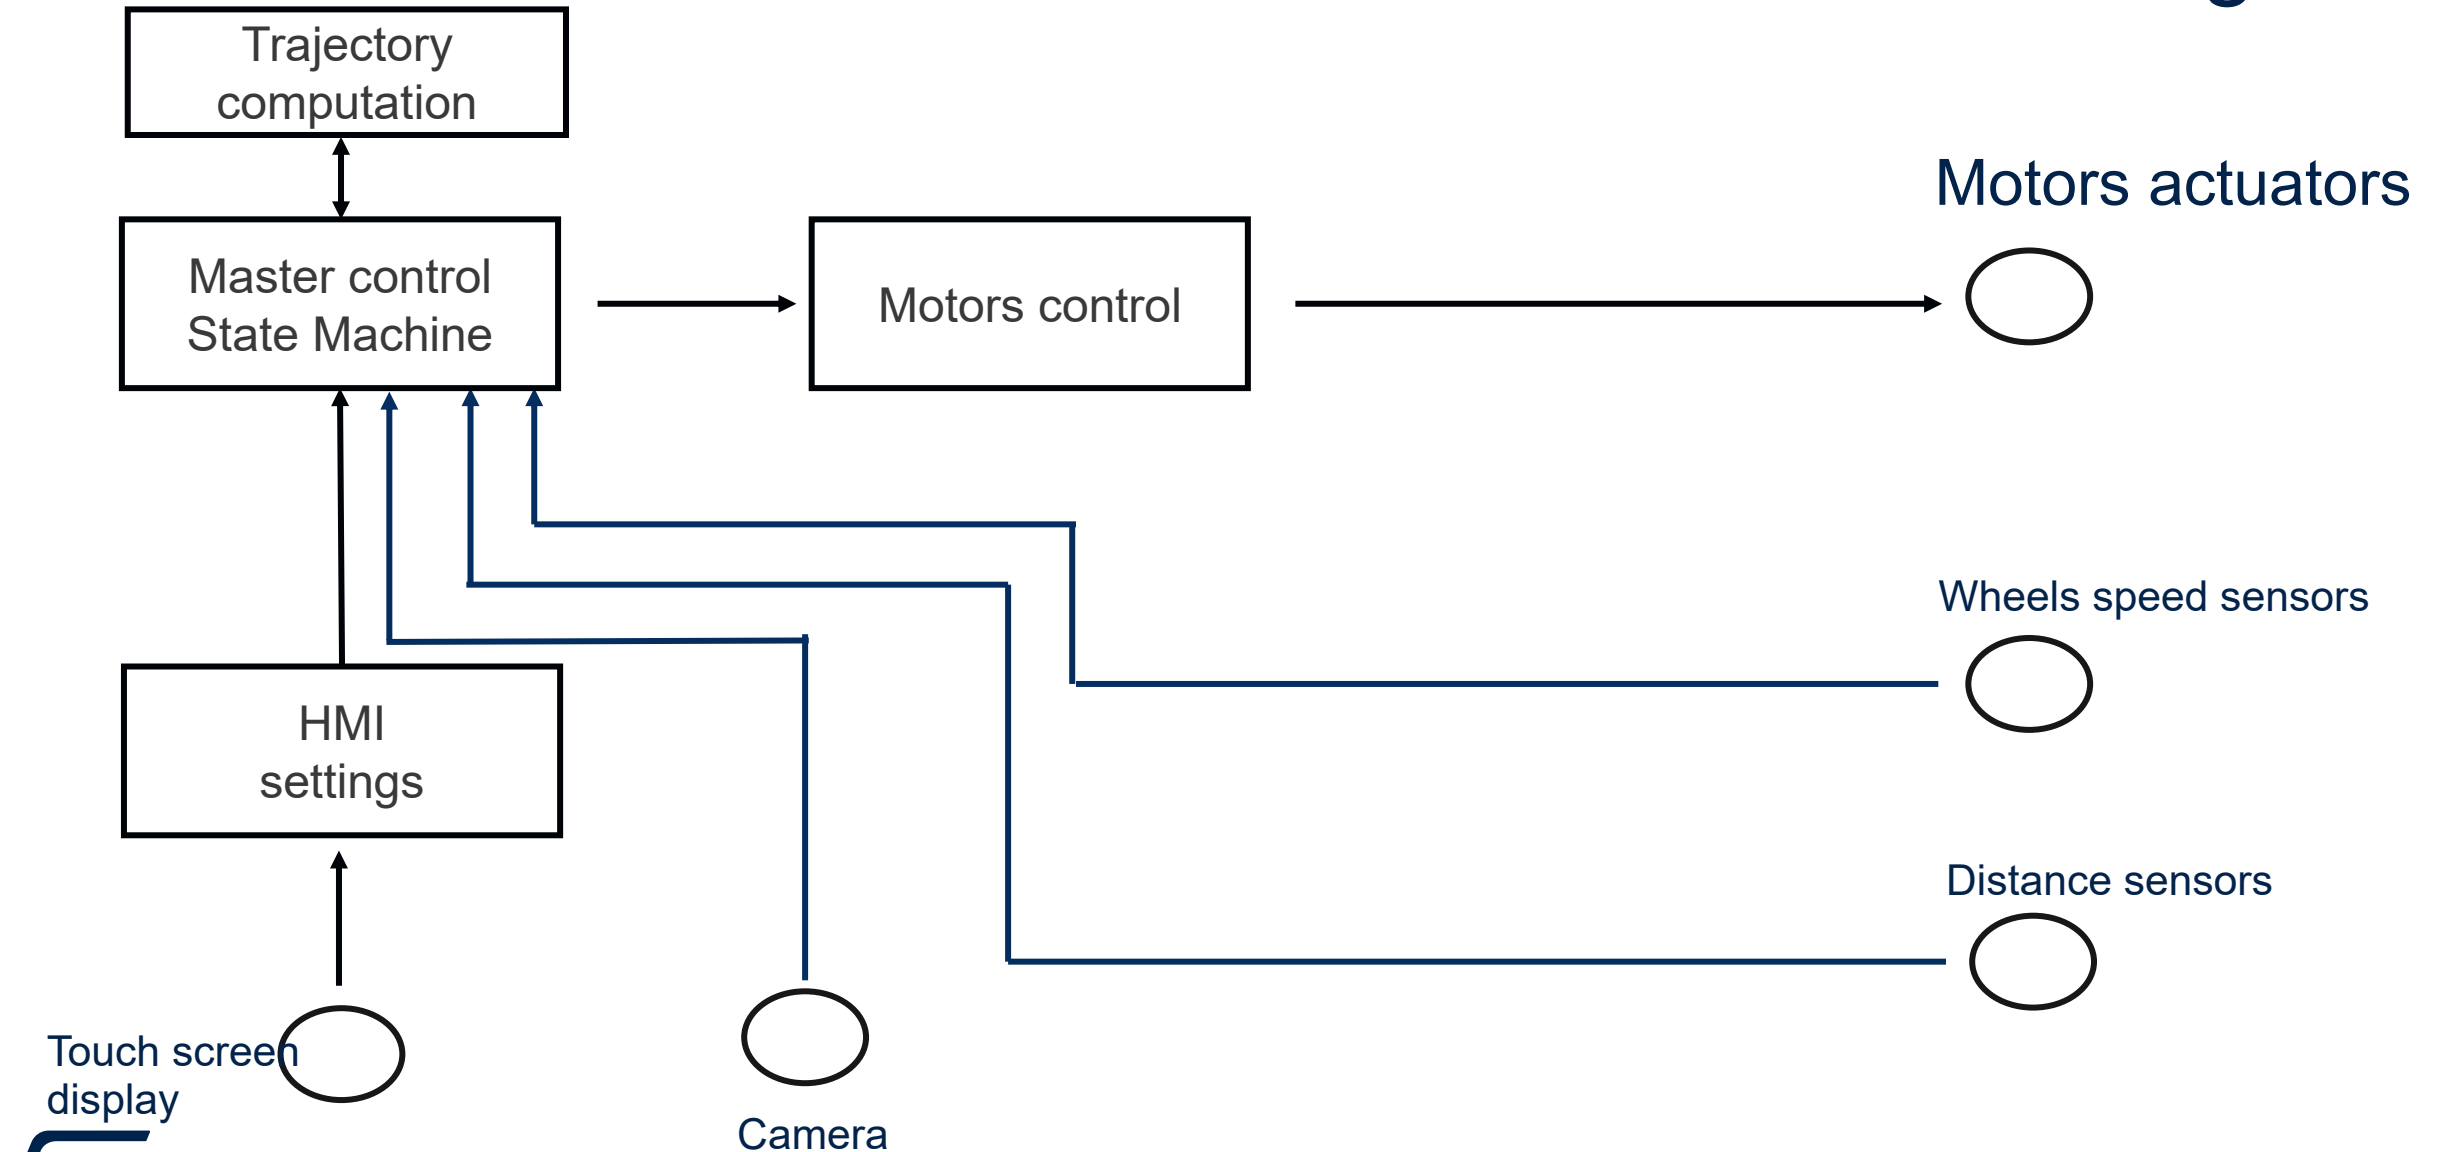 Trajectory
computation
Motors actuators
Master control
State Machine
Motors control
Wheels speed sensors
HMI
settings
Distance sensors
Touch screen
display
Camera